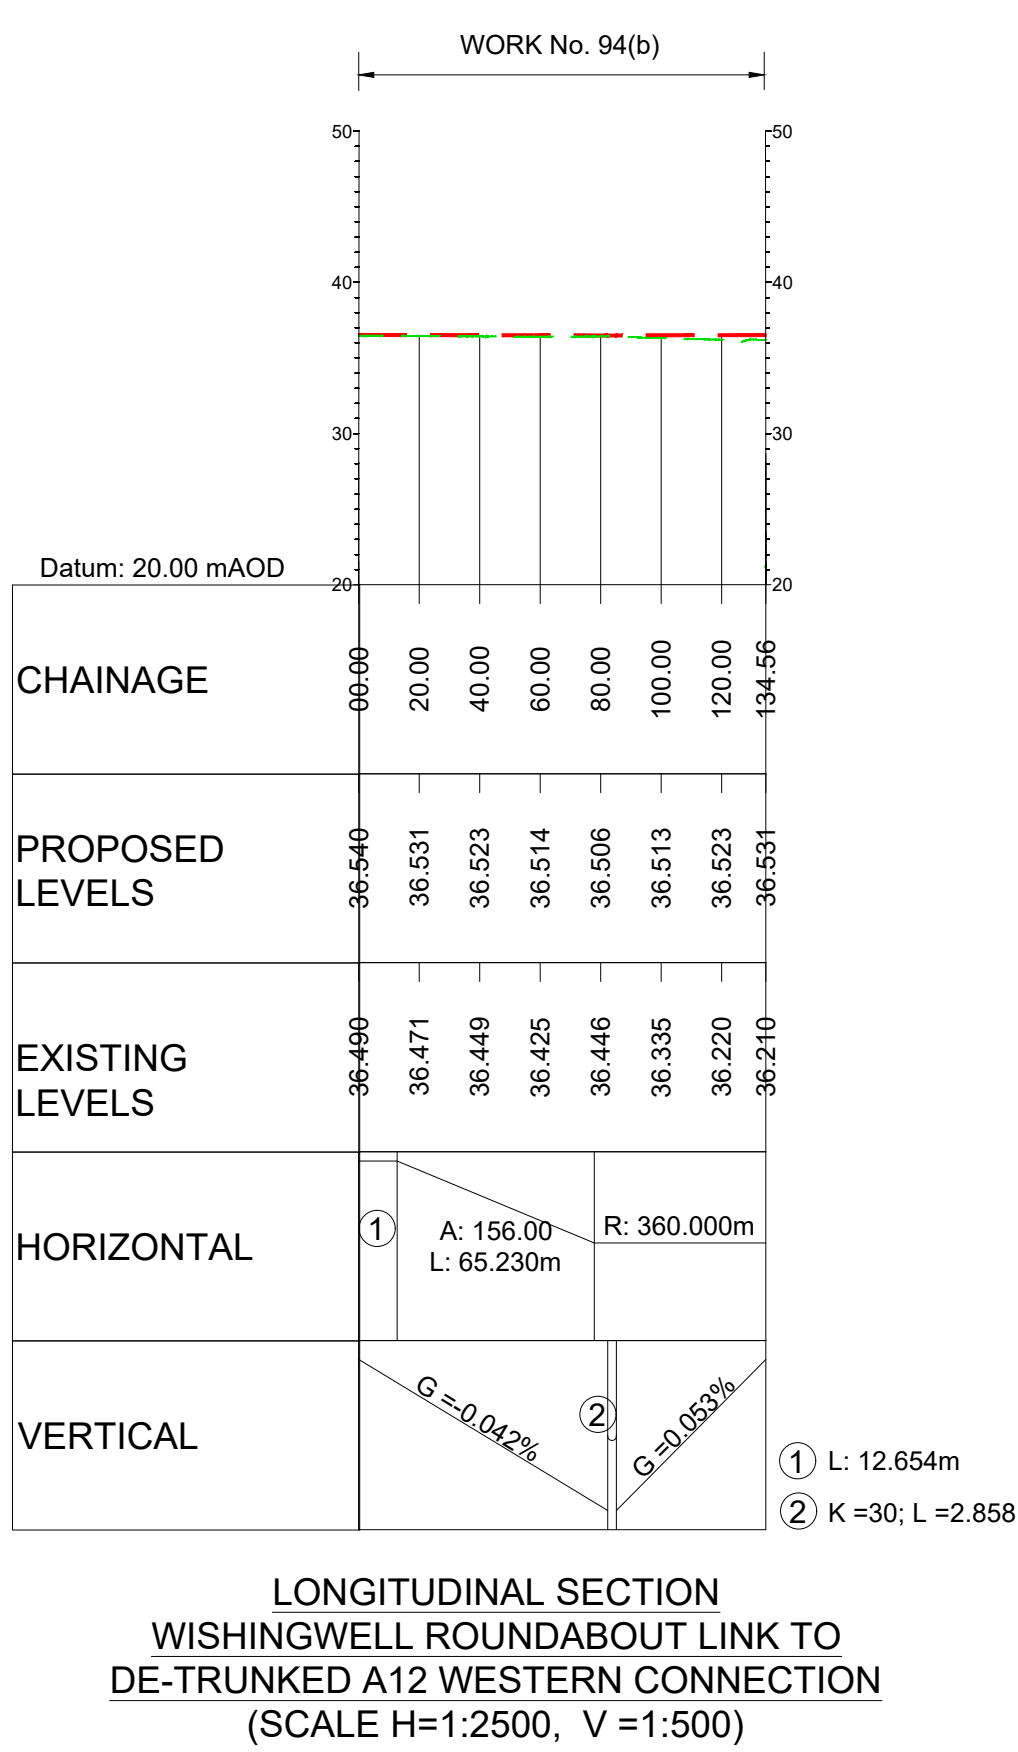 WORK No. 94(b)
50 50
40 40
30 30
Datum: 20.00 mAOD
20 20
CHAINAGE
00.00 20.00 40.00 60.00 80.00 100.00 120.00 134.56
PROPOSED
LEVELS
36.540 36.531 36.523 36.514 36.506 36.513 36.523 36.531
EXISTING
LEVELS
36.490 36.471 36.449 36.425 36.446 36.335 36.220 36.210
HORIZONTAL
1
A: 156.00
L: 65.230m
R: 360.000m
VERTICAL
G =-0.042%
2
G =0.053%
1 L: 12.654m
2 K =30; L =2.858
LONGITUDINAL SECTION
WISHINGWELL ROUNDABOUT LINK TO
DE-TRUNKED A12 WESTERN CONNECTION
(SCALE H=1:2500, V =1:500)